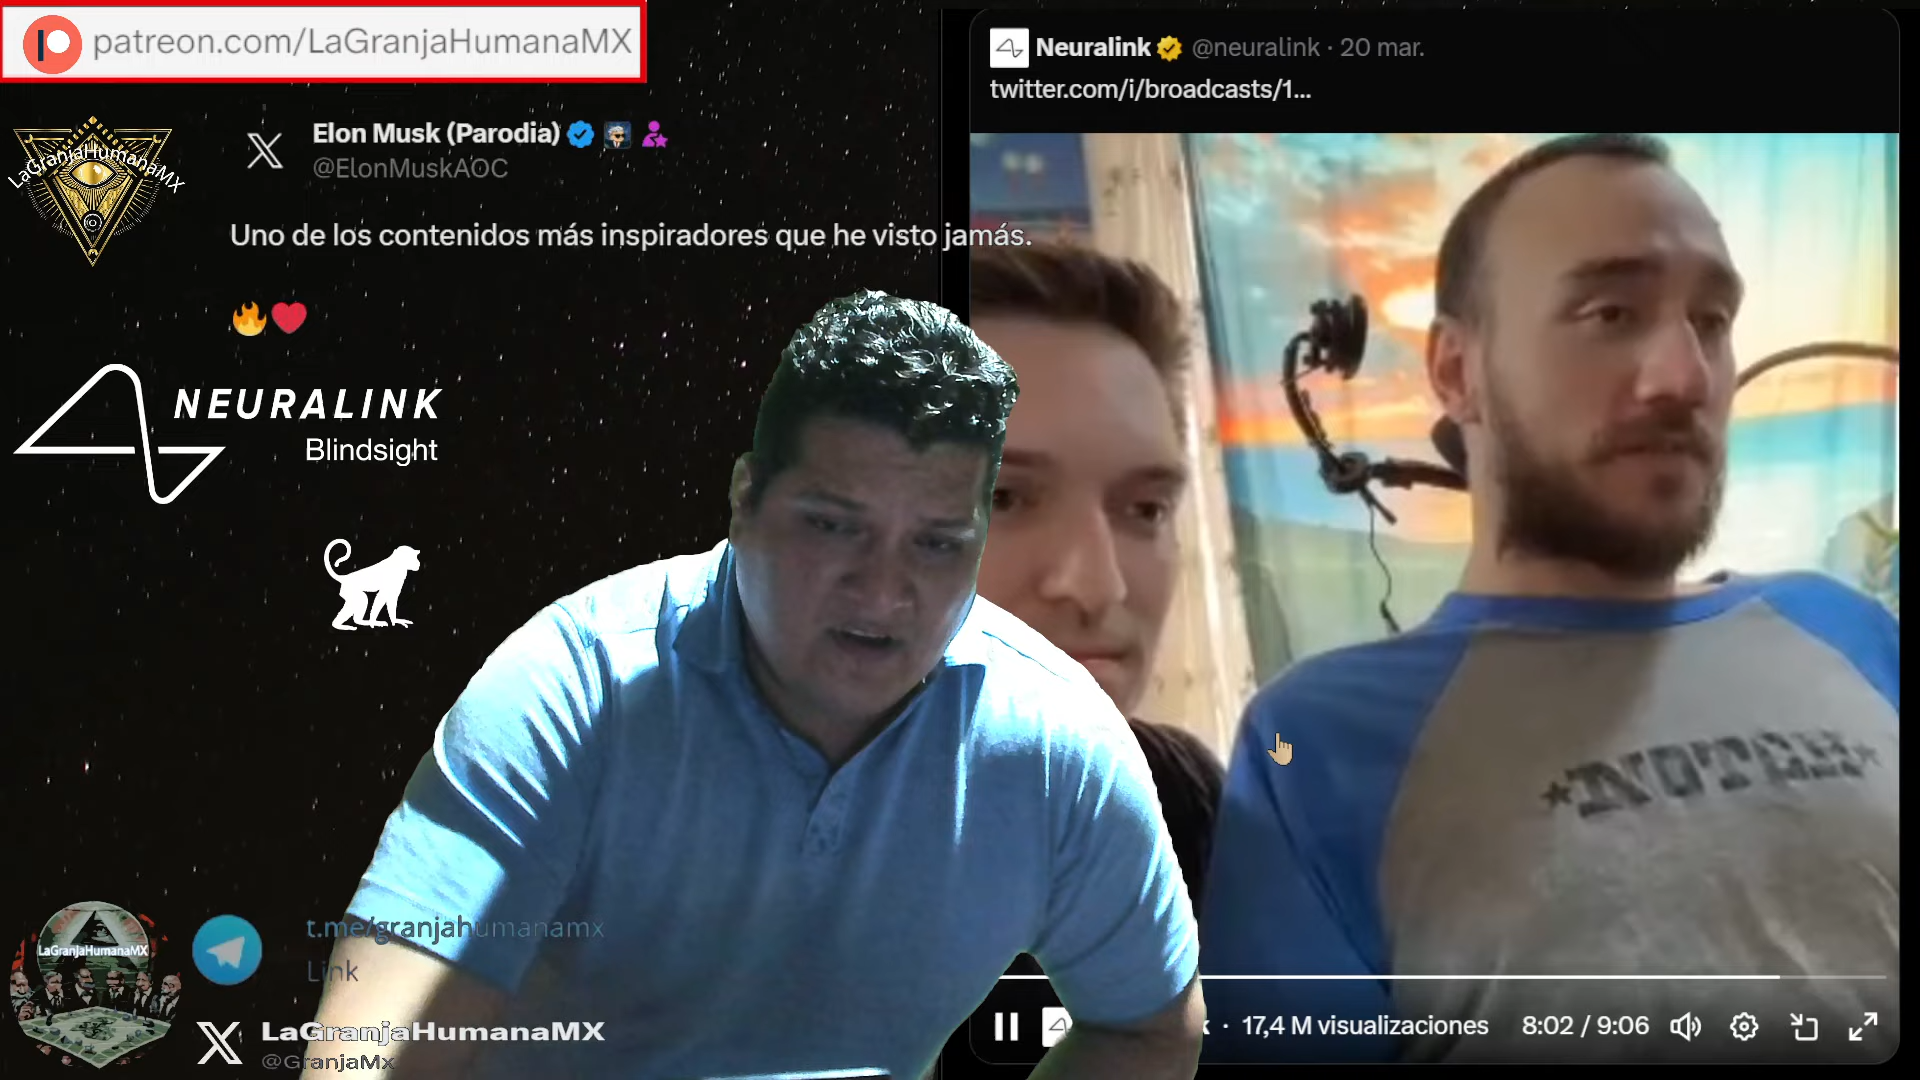 patreon.com/LaGranjaHumanaMX
LaGranjaHumanaMX
Elon Musk (Parodia)
@ElonMuskAOC
Uno de los contenidos más inspiradores que he visto jamás.
NEURALINK
Blindsight
Neuralink @neuralink · 20 mar.
twitter.com/i/broadcasts/1...
17,4 M visualizaciones 8:02 / 9:06
LaGranjaHumanaMX
t.me/granjahumanamx
Link
LaGranjaHumanaMX
@GranjaMx